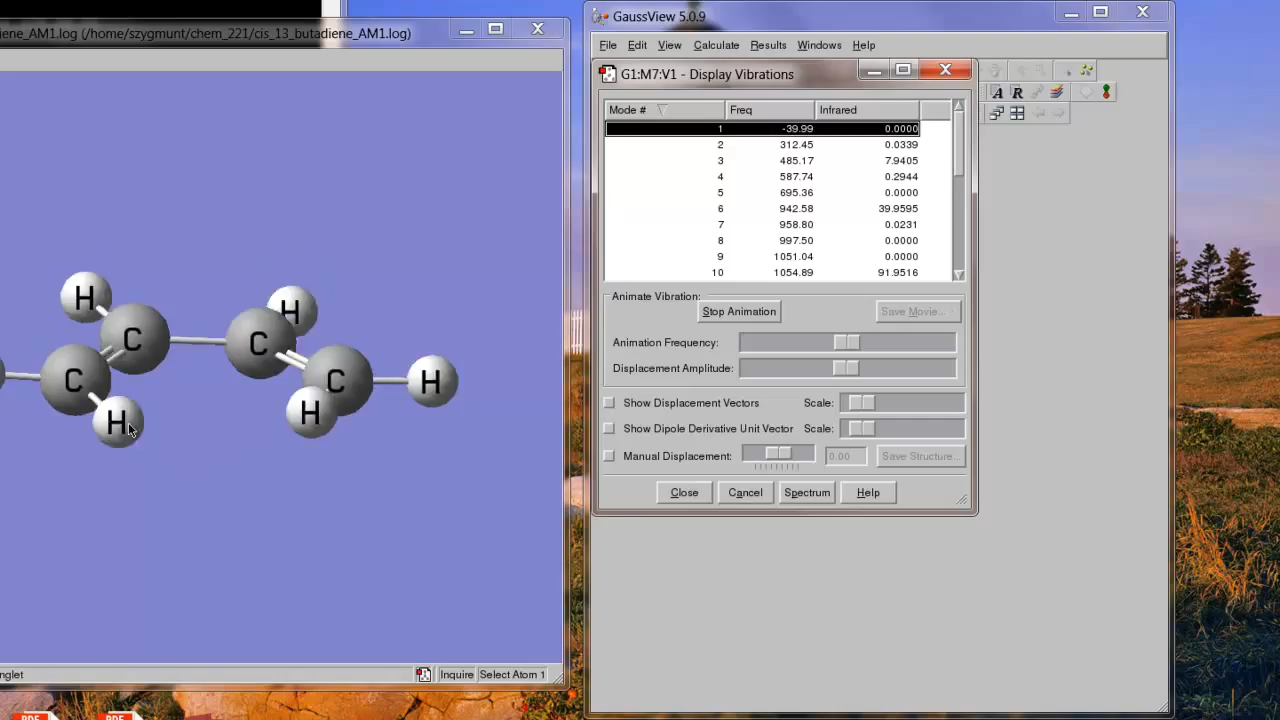 iene_AM1.log (/home/szygmunt/chem_221/cis_13_butadiene_AM1.log)
H
H
C
C
C
C
H
H
H
nglet
Inquire
Select Atom 1
PDF
PDF
GaussView 5.0.9
File Edit View Calculate Results Windows Help
A R
G1:M7:V1 - Display Vibrations
Mode # Freq Infrared
1 -39.99 0.0000
2 312.45 0.0339
3 485.17 7.9405
4 587.74 0.2944
5 695.36 0.0000
6 942.58 39.9595
7 958.80 0.0231
8 997.50 0.0000
9 1051.04 0.0000
10 1054.89 91.9516
Animate Vibration:
Stop Animation Save Movie...
Animation Frequency:
Displacement Amplitude:
Show Displacement Vectors Scale:
Show Dipole Derivative Unit Vector Scale:
Manual Displacement: 0.00 Save Structure...
Close Cancel Spectrum Help